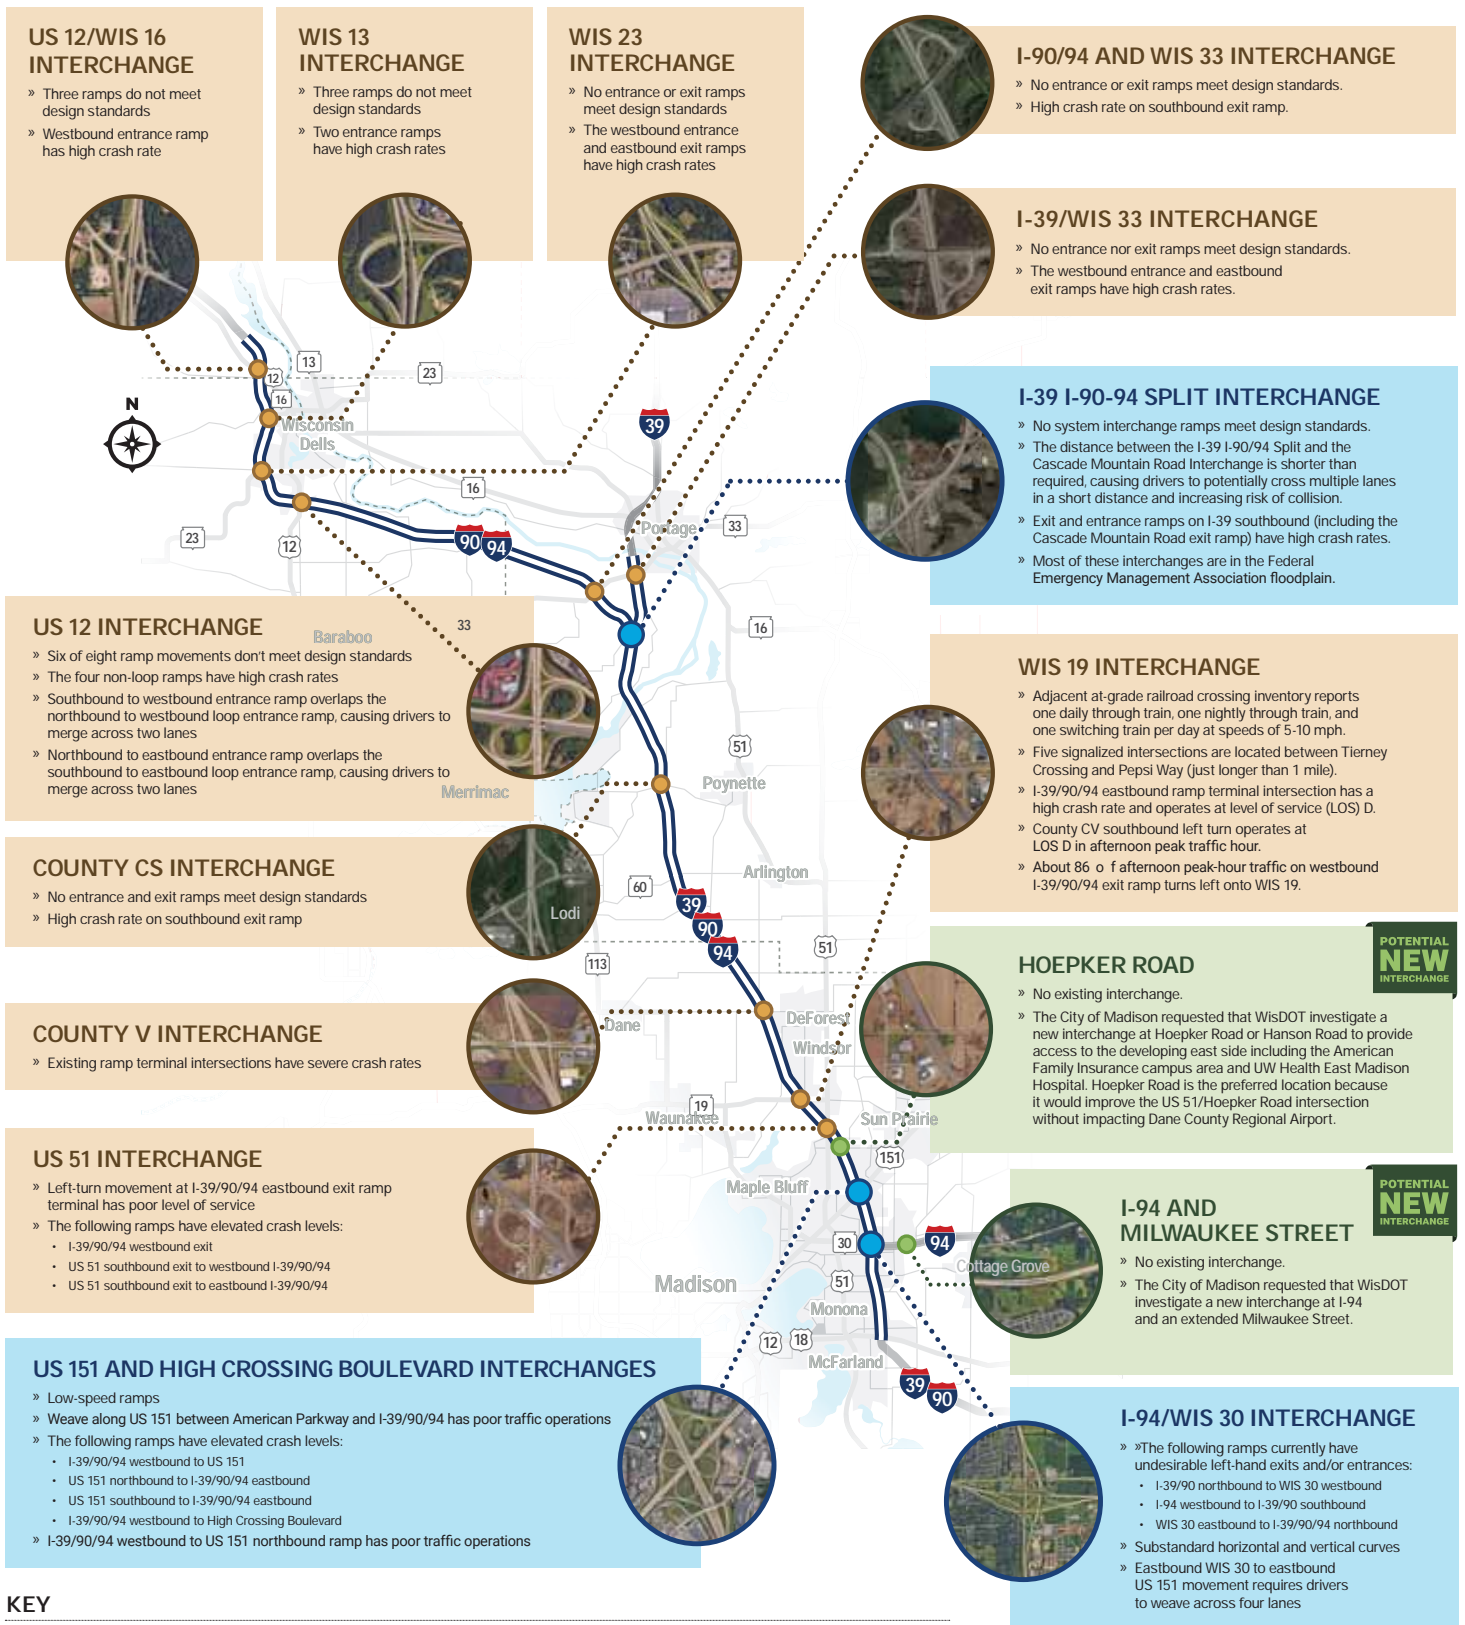 US 12/WIS 16
INTERCHANGE
» Three ramps do not meet
design standards
» Westbound entrance ramp
has high crash rate
WIS 13
INTERCHANGE
» Three ramps do not meet
design standards
» Two entrance ramps
have high crash rates
WIS 23
INTERCHANGE
» No entrance or exit ramps
meet design standards
» The westbound entrance
and eastbound exit ramps
have high crash rates
I-90/94 AND WIS 33 INTERCHANGE
» No entrance or exit ramps meet design standards.
» High crash rate on southbound exit ramp.
I-39/WIS 33 INTERCHANGE
» No entrance nor exit ramps meet design standards.
» The westbound entrance and eastbound
exit ramps have high crash rates.
I-39 I-90-94 SPLIT INTERCHANGE
» No system interchange ramps meet design standards.
» The distance between the I-39 I-90/94 Split and the
Cascade Mountain Road Interchange is shorter than
required, causing drivers to potentially cross multiple lanes
in a short distance and increasing risk of collision.
» Exit and entrance ramps on I-39 southbound (including the
Cascade Mountain Road exit ramp) have high crash rates.
» Most of these interchanges are in the Federal
Emergency Management Association floodplain.
N
13
12
16
23
Wisconsin
Dells
39
16
Portage
33
23
12
90
94
33
Baraboo
16
51
Poynette
Merrimac
Arlington
60
Lodi
39
90
94
51
113
Dane
DeForest
Windsor
19
Waunakee
Sun Prairie
151
Maple Bluff
30
94
Cottage Grove
51
Madison
Monona
12
18
McFarland
39
90
US 12 INTERCHANGE
» Six of eight ramp movements don't meet design standards
» The four non-loop ramps have high crash rates
» Southbound to westbound entrance ramp overlaps the
northbound to westbound loop entrance ramp, causing drivers to
merge across two lanes
» Northbound to eastbound entrance ramp overlaps the
southbound to eastbound loop entrance ramp, causing drivers to
merge across two lanes
COUNTY CS INTERCHANGE
» No entrance and exit ramps meet design standards
» High crash rate on southbound exit ramp
COUNTY V INTERCHANGE
» Existing ramp terminal intersections have severe crash rates
US 51 INTERCHANGE
» Left-turn movement at I-39/90/94 eastbound exit ramp
terminal has poor level of service
» The following ramps have elevated crash levels:
• I-39/90/94 westbound exit
• US 51 southbound exit to westbound I-39/90/94
• US 51 southbound exit to eastbound I-39/90/94
US 151 AND HIGH CROSSING BOULEVARD INTERCHANGES
» Low-speed ramps
» Weave along US 151 between American Parkway and I-39/90/94 has poor traffic operations
» The following ramps have elevated crash levels:
• I-39/90/94 westbound to US 151
• US 151 northbound to I-39/90/94 eastbound
• US 151 southbound to I-39/90/94 eastbound
• I-39/90/94 westbound to High Crossing Boulevard
» I-39/90/94 westbound to US 151 northbound ramp has poor traffic operations
WIS 19 INTERCHANGE
» Adjacent at-grade railroad crossing inventory reports
one daily through train, one nightly through train, and
one switching train per day at speeds of 5-10 mph.
» Five signalized intersections are located between Tierney
Crossing and Pepsi Way (just longer than 1 mile).
» I-39/90/94 eastbound ramp terminal intersection has a
high crash rate and operates at level of service (LOS) D.
» County CV southbound left turn operates at
LOS D in afternoon peak traffic hour.
» About 86 o f afternoon peak-hour traffic on westbound
I-39/90/94 exit ramp turns left onto WIS 19.
POTENTIAL
NEW
INTERCHANGE
HOEPKER ROAD
» No existing interchange.
» The City of Madison requested that WisDOT investigate a
new interchange at Hoepker Road or Hanson Road to provide
access to the developing east side including the American
Family Insurance campus area and UW Health East Madison
Hospital. Hoepker Road is the preferred location because
it would improve the US 51/Hoepker Road intersection
without impacting Dane County Regional Airport.
POTENTIAL
NEW
INTERCHANGE
I-94 AND
MILWAUKEE STREET
» No existing interchange.
» The City of Madison requested that WisDOT
investigate a new interchange at I-94
and an extended Milwaukee Street.
I-94/WIS 30 INTERCHANGE
» »The following ramps currently have
undesirable left-hand exits and/or entrances:
• I-39/90 northbound to WIS 30 westbound
• I-94 westbound to I-39/90 southbound
• WIS 30 eastbound to I-39/90/94 northbound
» Substandard horizontal and vertical curves
» Eastbound WIS 30 to eastbound
US 151 movement requires drivers
to weave across four lanes
KEY